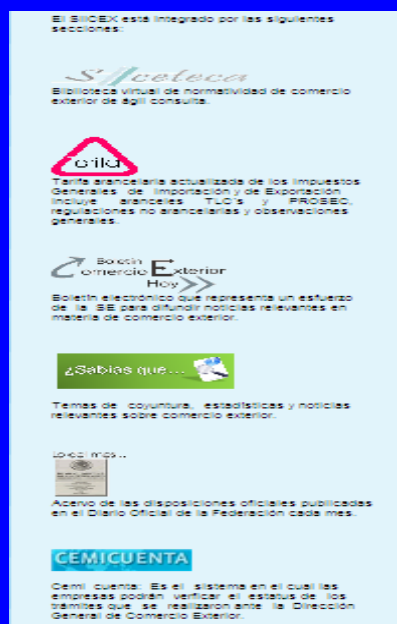 El SIICEX está integrado por las siguientes
secciones:
Siiceteca
Biblioteca virtual de normatividad de comercio
exterior de ágil consulta.
Tarifa arancelaria actualizada de los Impuestos
Generales de Importación y de Exportación
incluye aranceles TLC's y PROSEC,
regulaciones no arancelarias y observaciones
generales.
Boletín
Comercio Exterior
Hoy
Boletín electrónico que representa un esfuerzo
de la SE para difundir noticias relevantes en
materia de comercio exterior.
¿Sabías que...
Temas de coyuntura, estadísticas y noticias
relevantes sobre comercio exterior.
mes...
Acervo de las disposiciones oficiales publicadas
en el Diario Oficial de la Federación cada mes.
CEMICUENTA
Cemi cuenta: Es el sistema en el cual las
empresas podrán verificar el estatus de los
trámites que se realizaron ante la Dirección
General de Comercio Exterior.